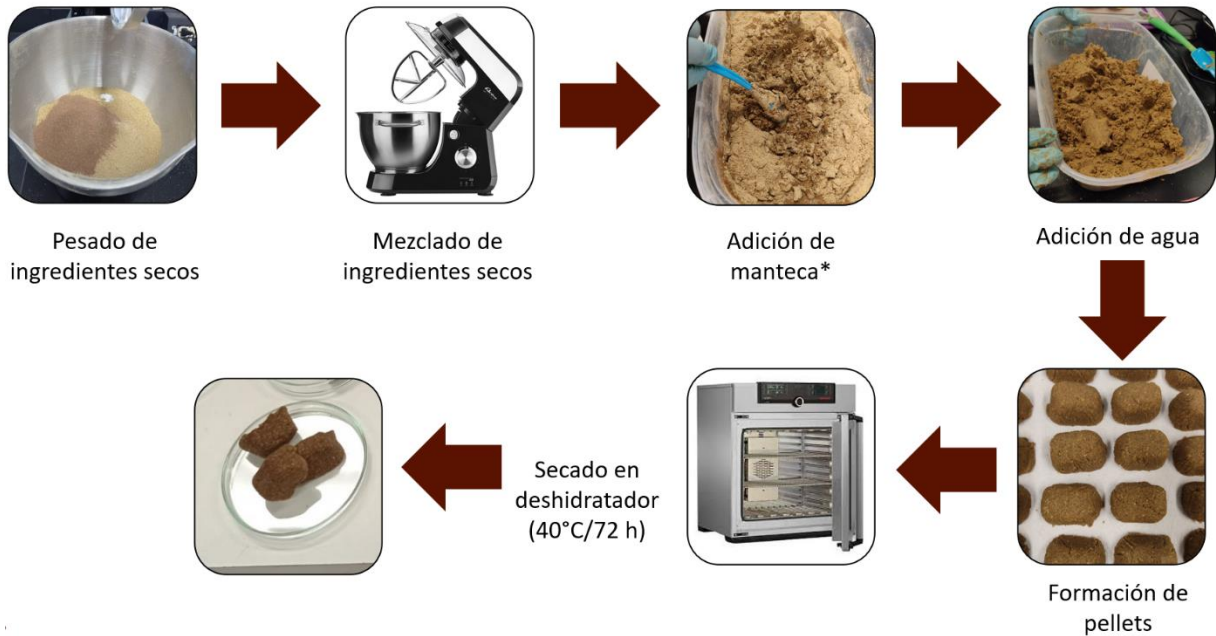 Pesado de
ingredientes secos
Mezclado de
ingredientes secos
Adición de
manteca*
Adición de agua
Formación de
pellets
Secado en
deshidratador
(40°C/72 h)